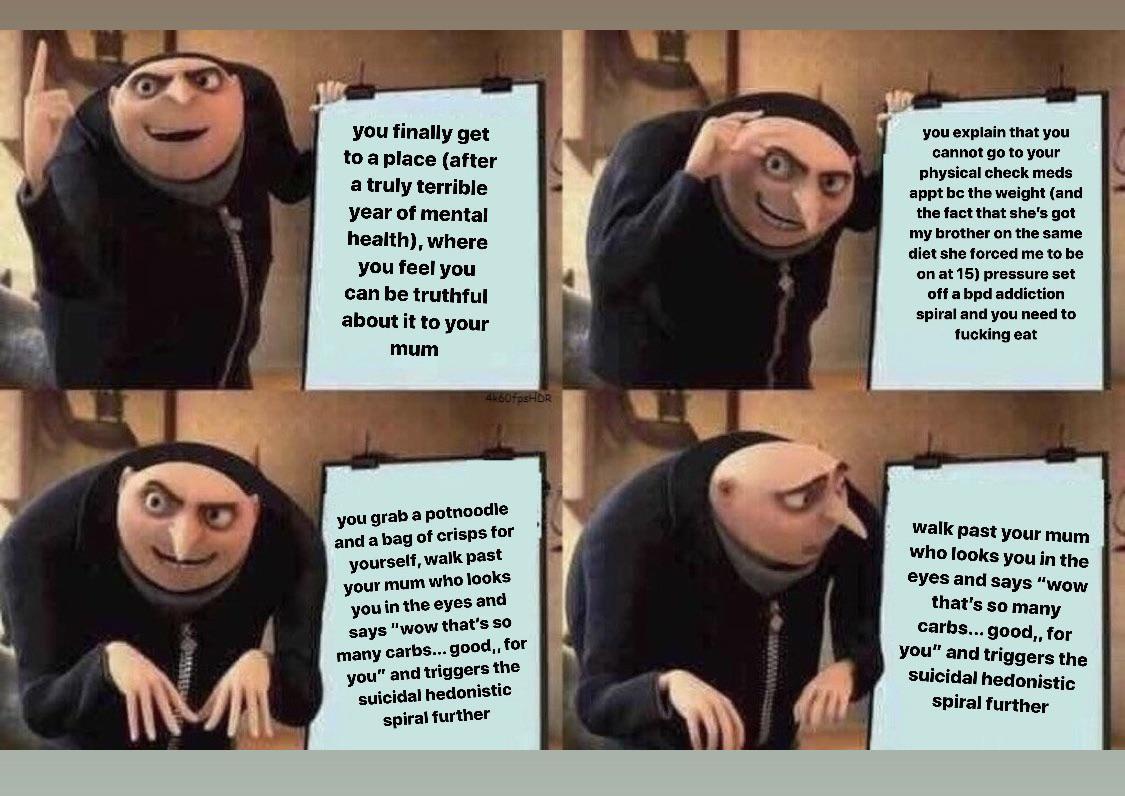 you finally get
to a place (after
a truly terrible
year of mental
health), where
you feel you
can be truthful
about it to your
mum
you explain that you
cannot go to your
physical check meds
appt bc the weight (and
the fact that she's got
my brother on the same
diet she forced me to be
on at 15) pressure set
off a bpd addiction
spiral and you need to
fucking eat
4k60fpsHDR
you grab a potnoodle
and a bag of crisps for
yourself, walk past
your mum who looks
you in the eyes and
says "wow that's so
many carbs... good,, for
you" and triggers the
suicidal hedonistic
spiral further
walk past your mum
who looks you in the
eyes and says "wow
that's so many
carbs... good,, for
you" and triggers the
suicidal hedonistic
spiral further